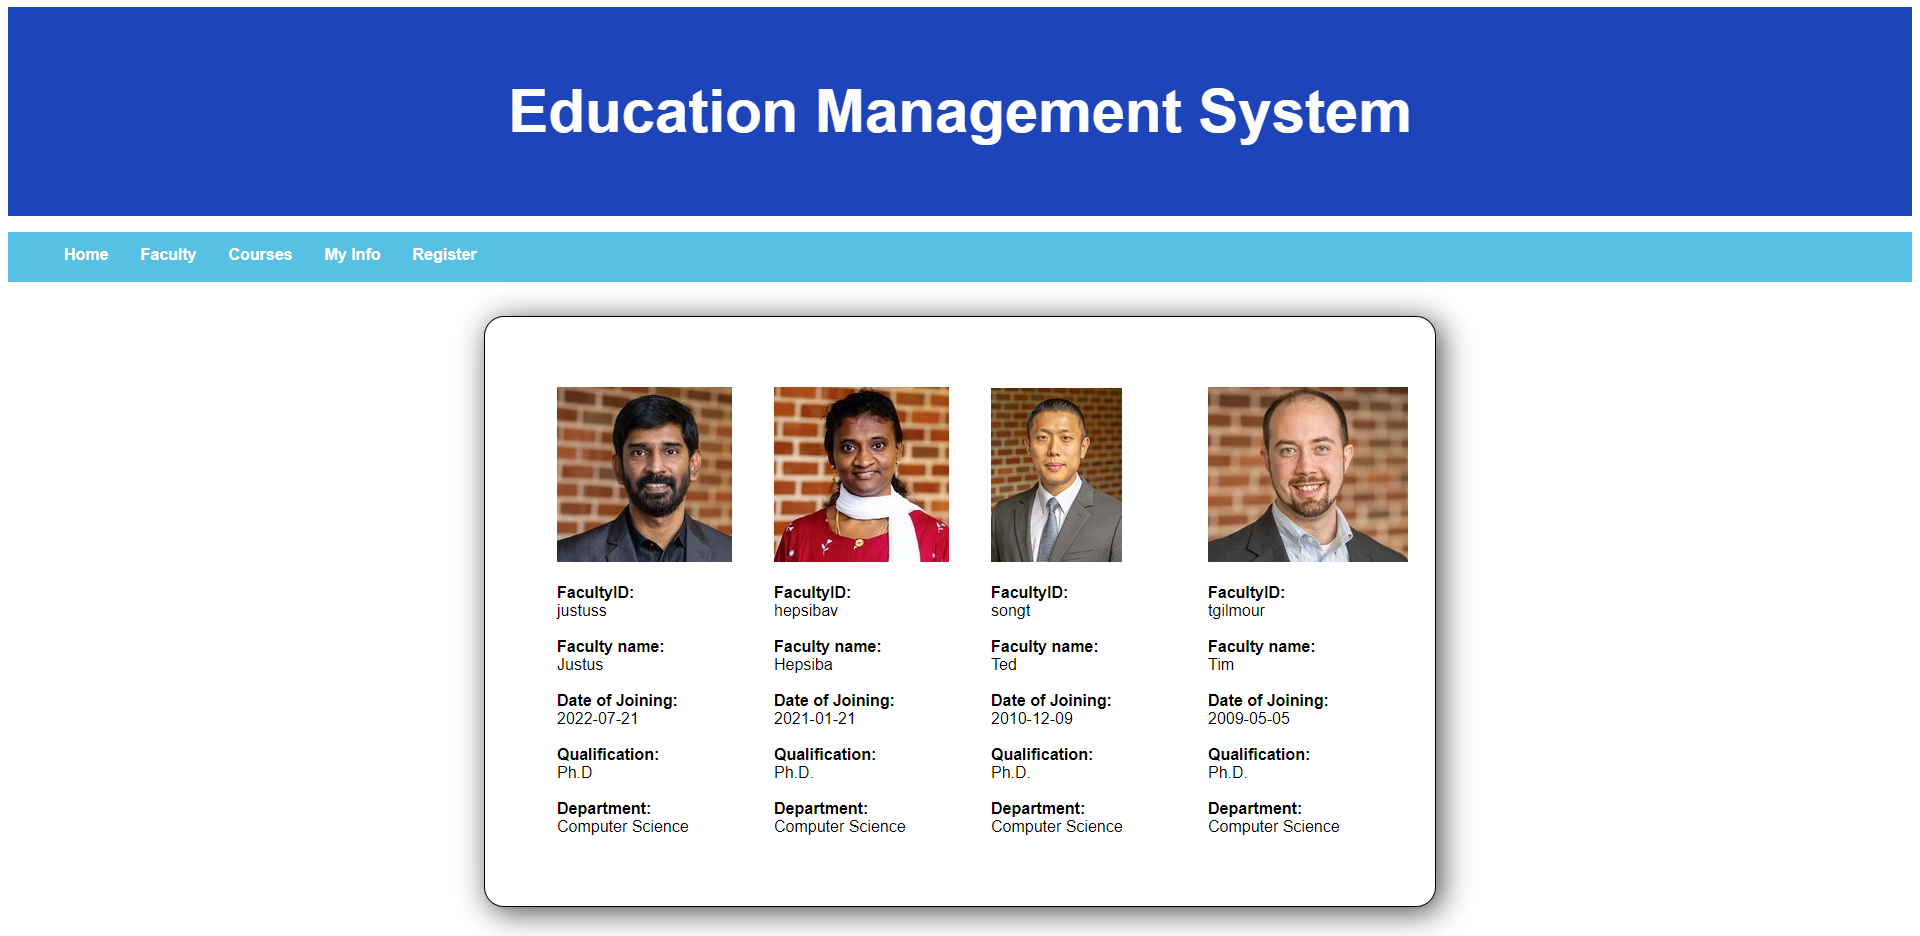 Education Management System
Home Faculty Courses My Info Register
FacultyID:
justuss
Faculty name:
Justus
Date of Joining:
2022-07-21
Qualification:
Ph.D
Department:
Computer Science
FacultyID:
hepsibav
Faculty name:
Hepsiba
Date of Joining:
2021-01-21
Qualification:
Ph.D.
Department:
Computer Science
FacultyID:
songt
Faculty name:
Ted
Date of Joining:
2010-12-09
Qualification:
Ph.D.
Department:
Computer Science
FacultyID:
tgilmour
Faculty name:
Tim
Date of Joining:
2009-05-05
Qualification:
Ph.D.
Department:
Computer Science